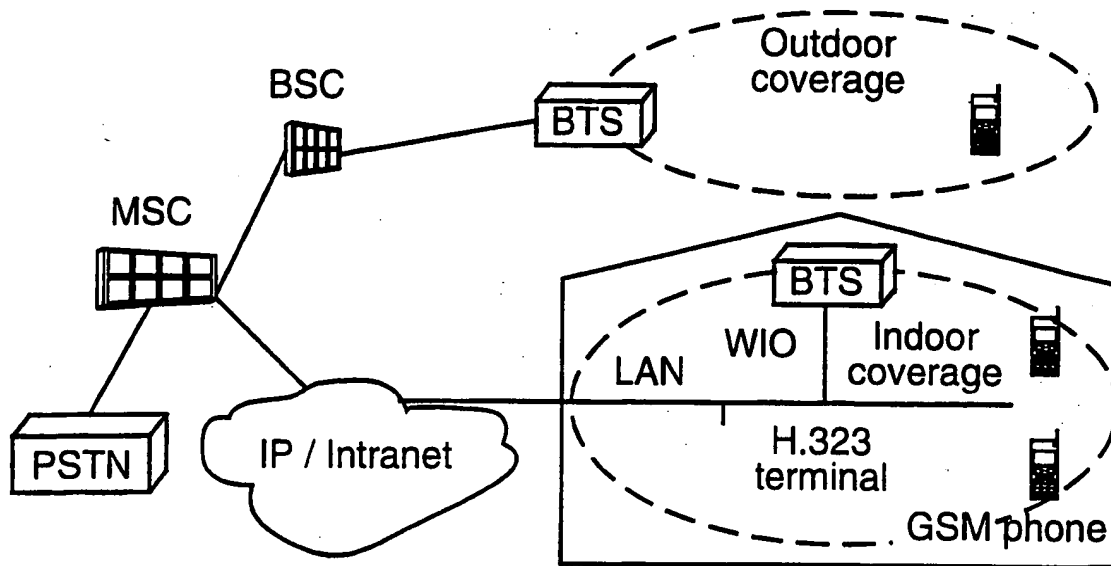 Outdoor
coverage
BSC
BTS
MSC
BTS
WIO
Indoor
coverage
LAN
PSTN
IP / Intranet
H.323
terminal
GSM phone